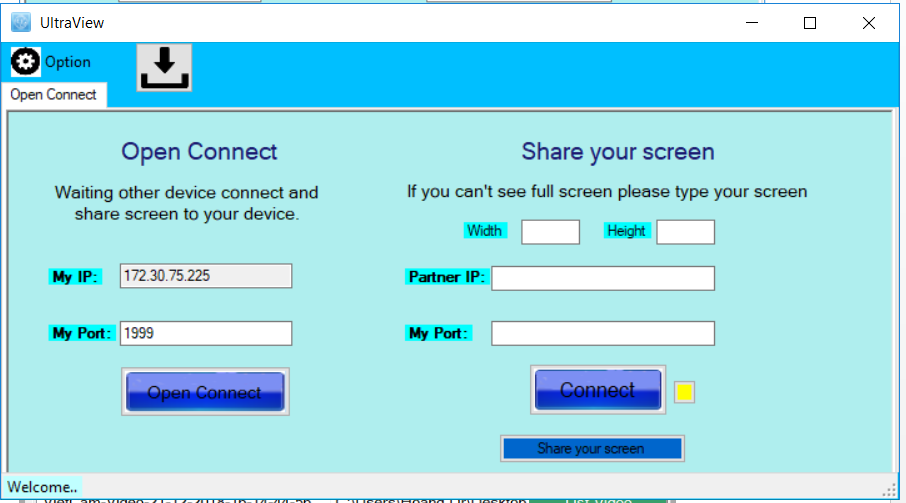 UltraView
Option
Open Connect
Open Connect
Waiting other device connect and
share screen to your device.
My IP:
172.30.75.225
My Port:
1999
Open Connect
Share your screen
If you can't see full screen please type your screen
Width
Height
Partner IP:
My Port:
Connect
Share your screen
Welcome..